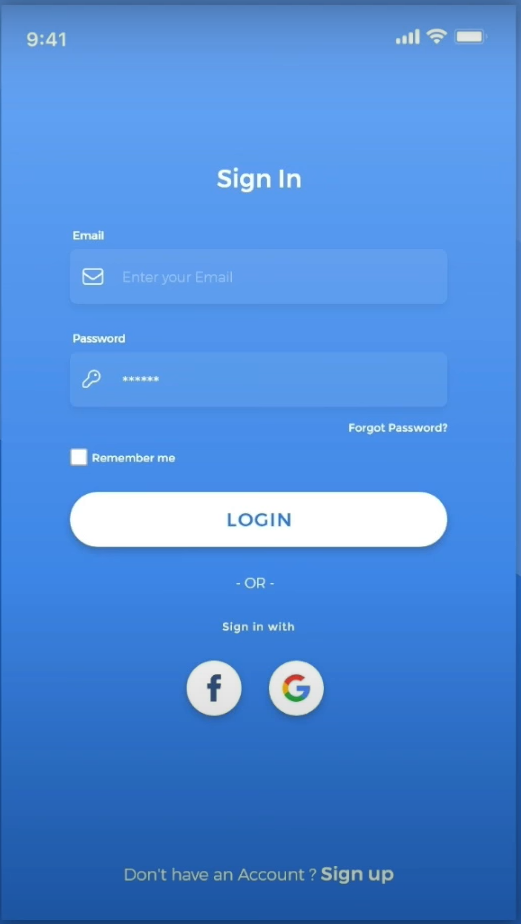 9:41
Sign In
Email
Enter your Email
Password
******
Forgot Password?
Remember me
LOGIN
- OR -
Sign in with
f G
Don't have an Account ? Sign up